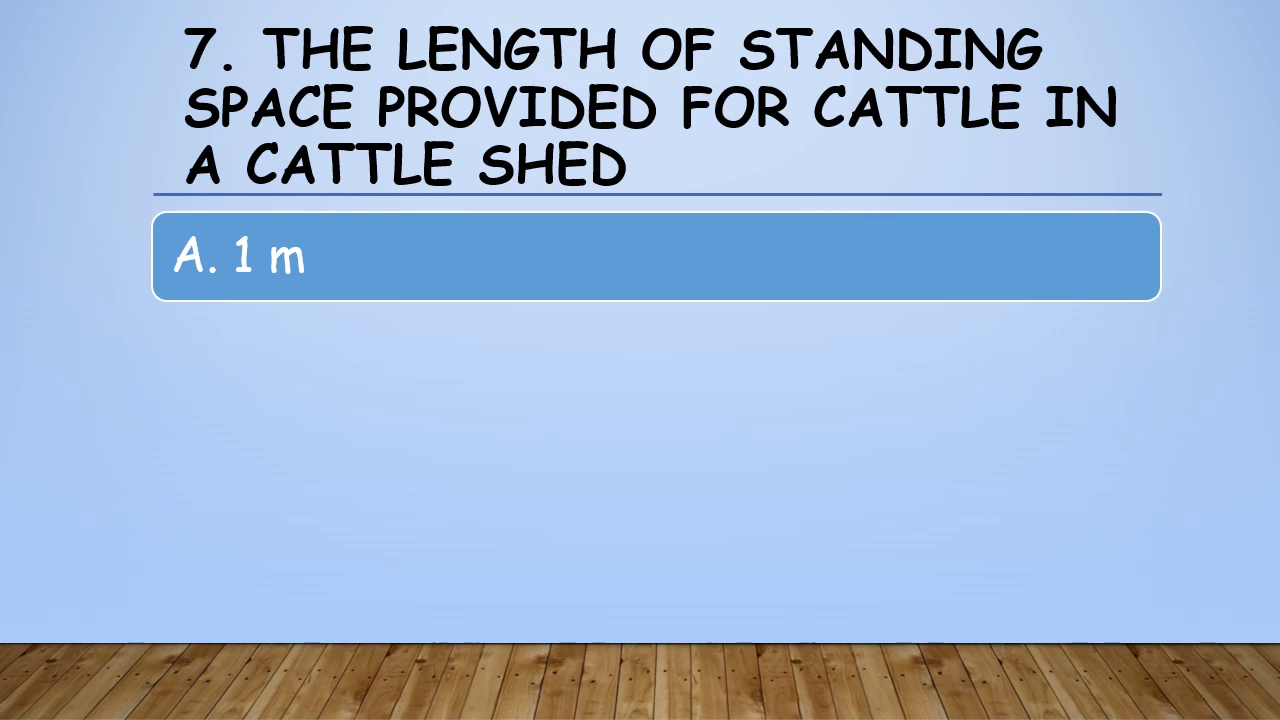 7. THE LENGTH OF STANDING
SPACE PROVIDED FOR CATTLE IN
A CATTLE SHED
A. 1 m